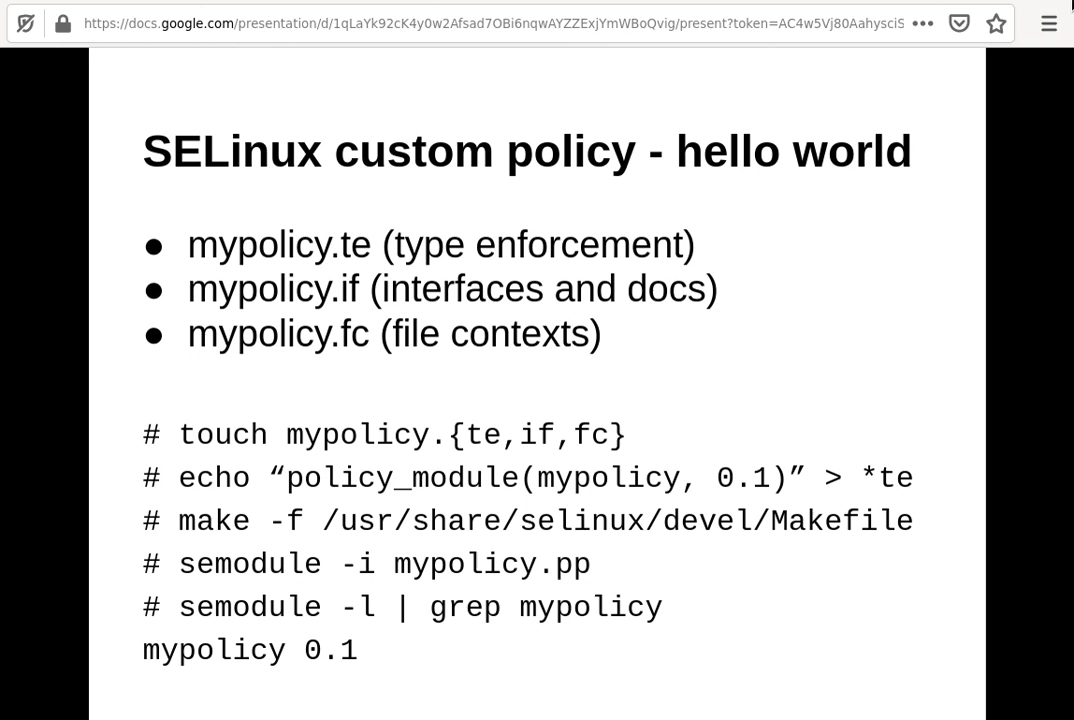 https://docs.google.com/presentation/d/1qLaYk92cK4y0w2Afsad7OBi6nqwAYZZExjYmWBoQvig/present?token=AC4w5Vj80AahysciS
SELinux custom policy - hello world
● mypolicy.te (type enforcement)
● mypolicy.if (interfaces and docs)
● mypolicy.fc (file contexts)
# touch mypolicy.{te,if,fc}
# echo “policy_module(mypolicy, 0.1)” > *te
# make -f /usr/share/selinux/devel/Makefile
# semodule -i mypolicy.pp
# semodule -l | grep mypolicy
mypolicy 0.1